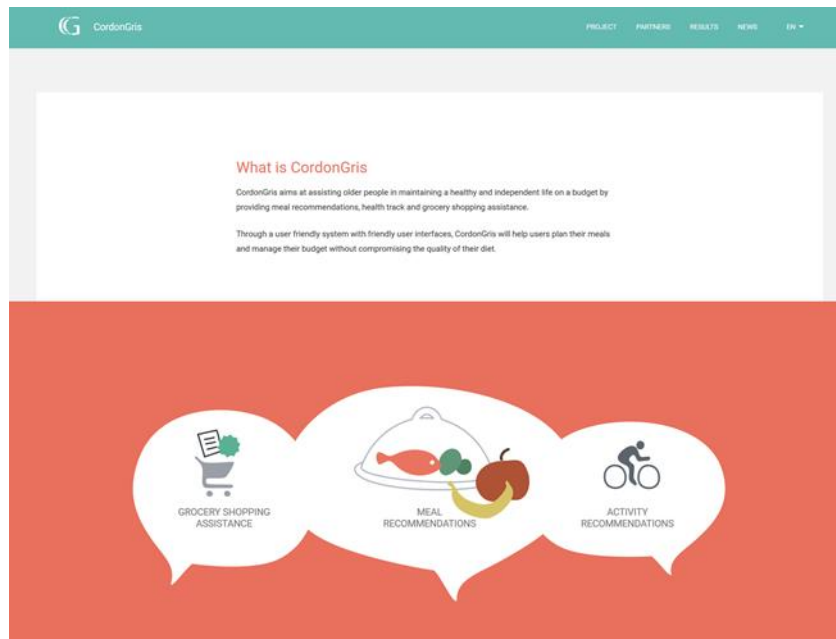 CordonGris
PROJECT PARTNERS RESULTS NEWS EN
What is CordonGris
CordonGris aims at assisting older people in maintaining a healthy and independent life on a budget by
providing meal recommendations, health track and grocery shopping assistance.
Through a user friendly system with friendly user interfaces, CordonGris will help users plan their meals
and manage their budget without compromising the quality of their diet.
GROCERY SHOPPING
ASSISTANCE
MEAL
RECOMMENDATIONS
ACTIVITY
RECOMMENDATIONS